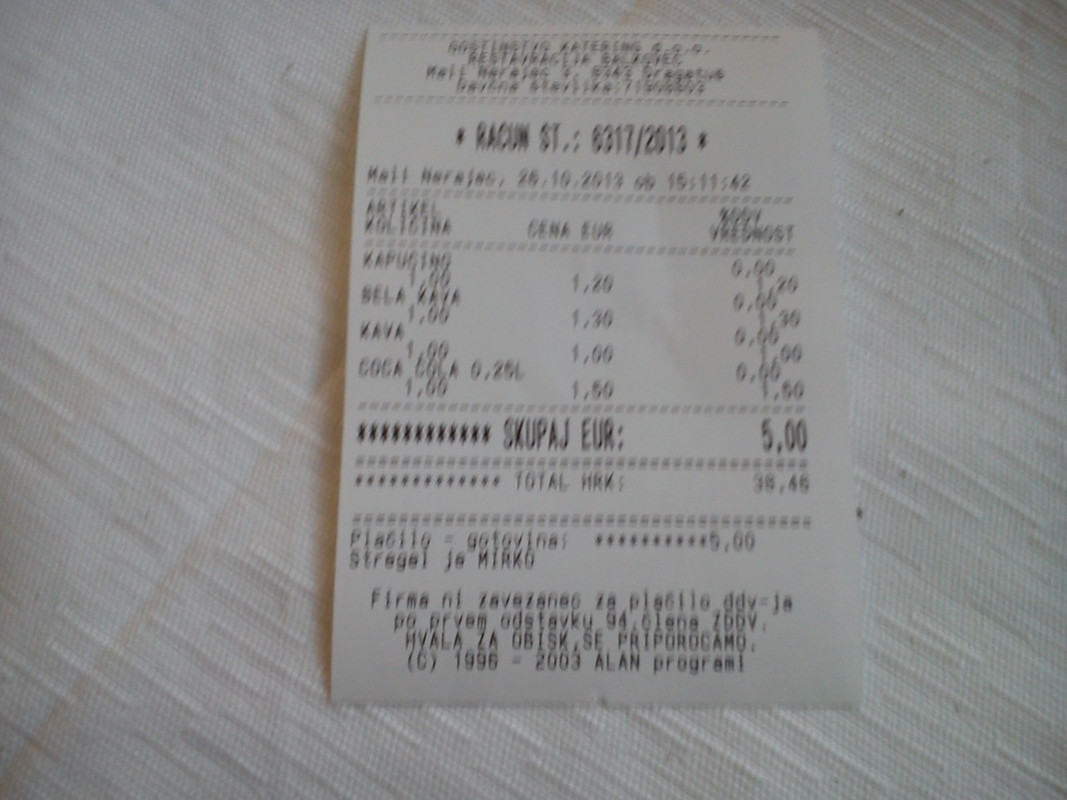 GOSTINSTVO KATERING d.o.o.
RESTAVRACIJA BALKOVEC
Mali Nerajec 9, 8343 Dragatus
Davčna številka:
* RACUN ST.: 6317/2013 *
Mali Nerajec, 26.10.2013 ob 15:11:42
ARTIKEL %DDV
KOLICINA CENA EUR VREDNOST
KAPUCINO 0,00
1,00 1,20 1,20
BELA KAVA 0,00
1,00 1,30 1,30
KAVA 0,00
1,00 1,00 1,00
COCA COLA 0,25L 0,00
1,00 1,50 1,50
************ SKUPAJ EUR: 5,00
************* TOTAL HRK: 38,46
Plačilo - gotovina: **********5,00
Stregel je MIRKO
Firma ni zavezanec za plačilo ddv-ja
po prvem odstavku 94.člena ZDDV.
HVALA ZA OBISK,SE PRIPOROCAMO.
(C) 1996 - 2003 ALAN programi